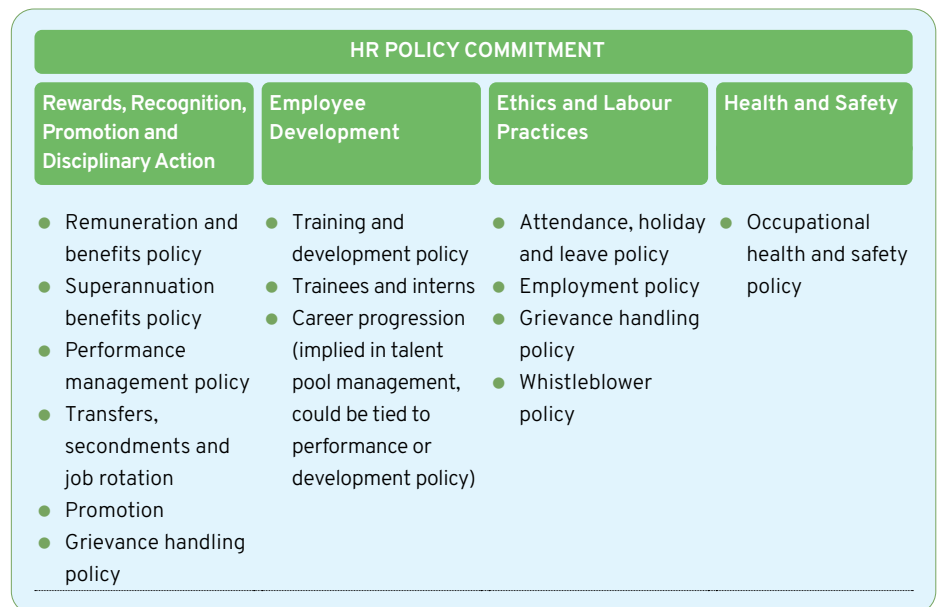 HR POLICY COMMITMENT
Rewards, Recognition,
Promotion and
Disciplinary Action
Employee
Development
Ethics and Labour
Practices
Health and Safety
Remuneration and
benefits policy
Superannuation
benefits policy
Performance
management policy
Transfers,
secondments and
job rotation
Promotion
Grievance handling
policy
Training and
development policy
Trainees and interns
Career progression
(implied in talent
pool management,
could be tied to
performance or
development policy)
Attendance, holiday
and leave policy
Employment policy
Grievance handling
policy
Whistleblower
policy
Occupational
health and safety
policy